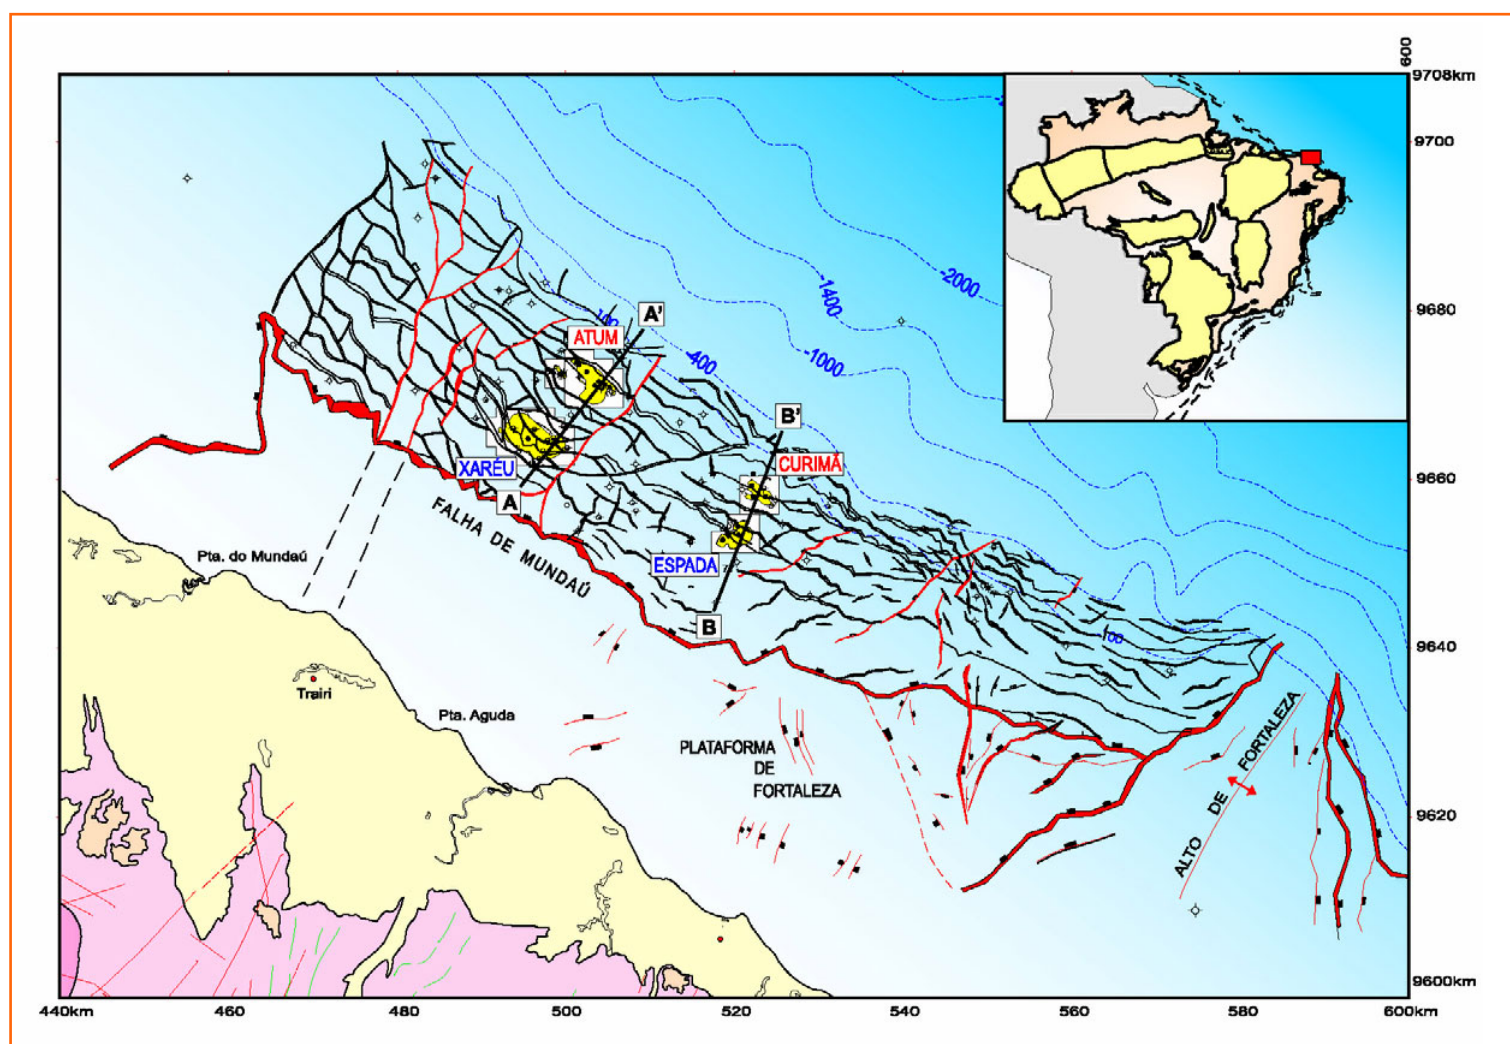 600
9708km
9700
9680
9660
9640
9620
9600km
-2000
-1400
-1000
-400
100
A'
ATUM
B'
XARÉU
CURIMÃ
A
FALHA DE MUNDAÚ
ESPADA
Pta. do Mundaú
B
100
Trairi
Pta. Aguda
PLATAFORMA
DE
FORTALEZA
ALTO DE FORTALEZA
440km
460
480
500
520
540
560
580
600km